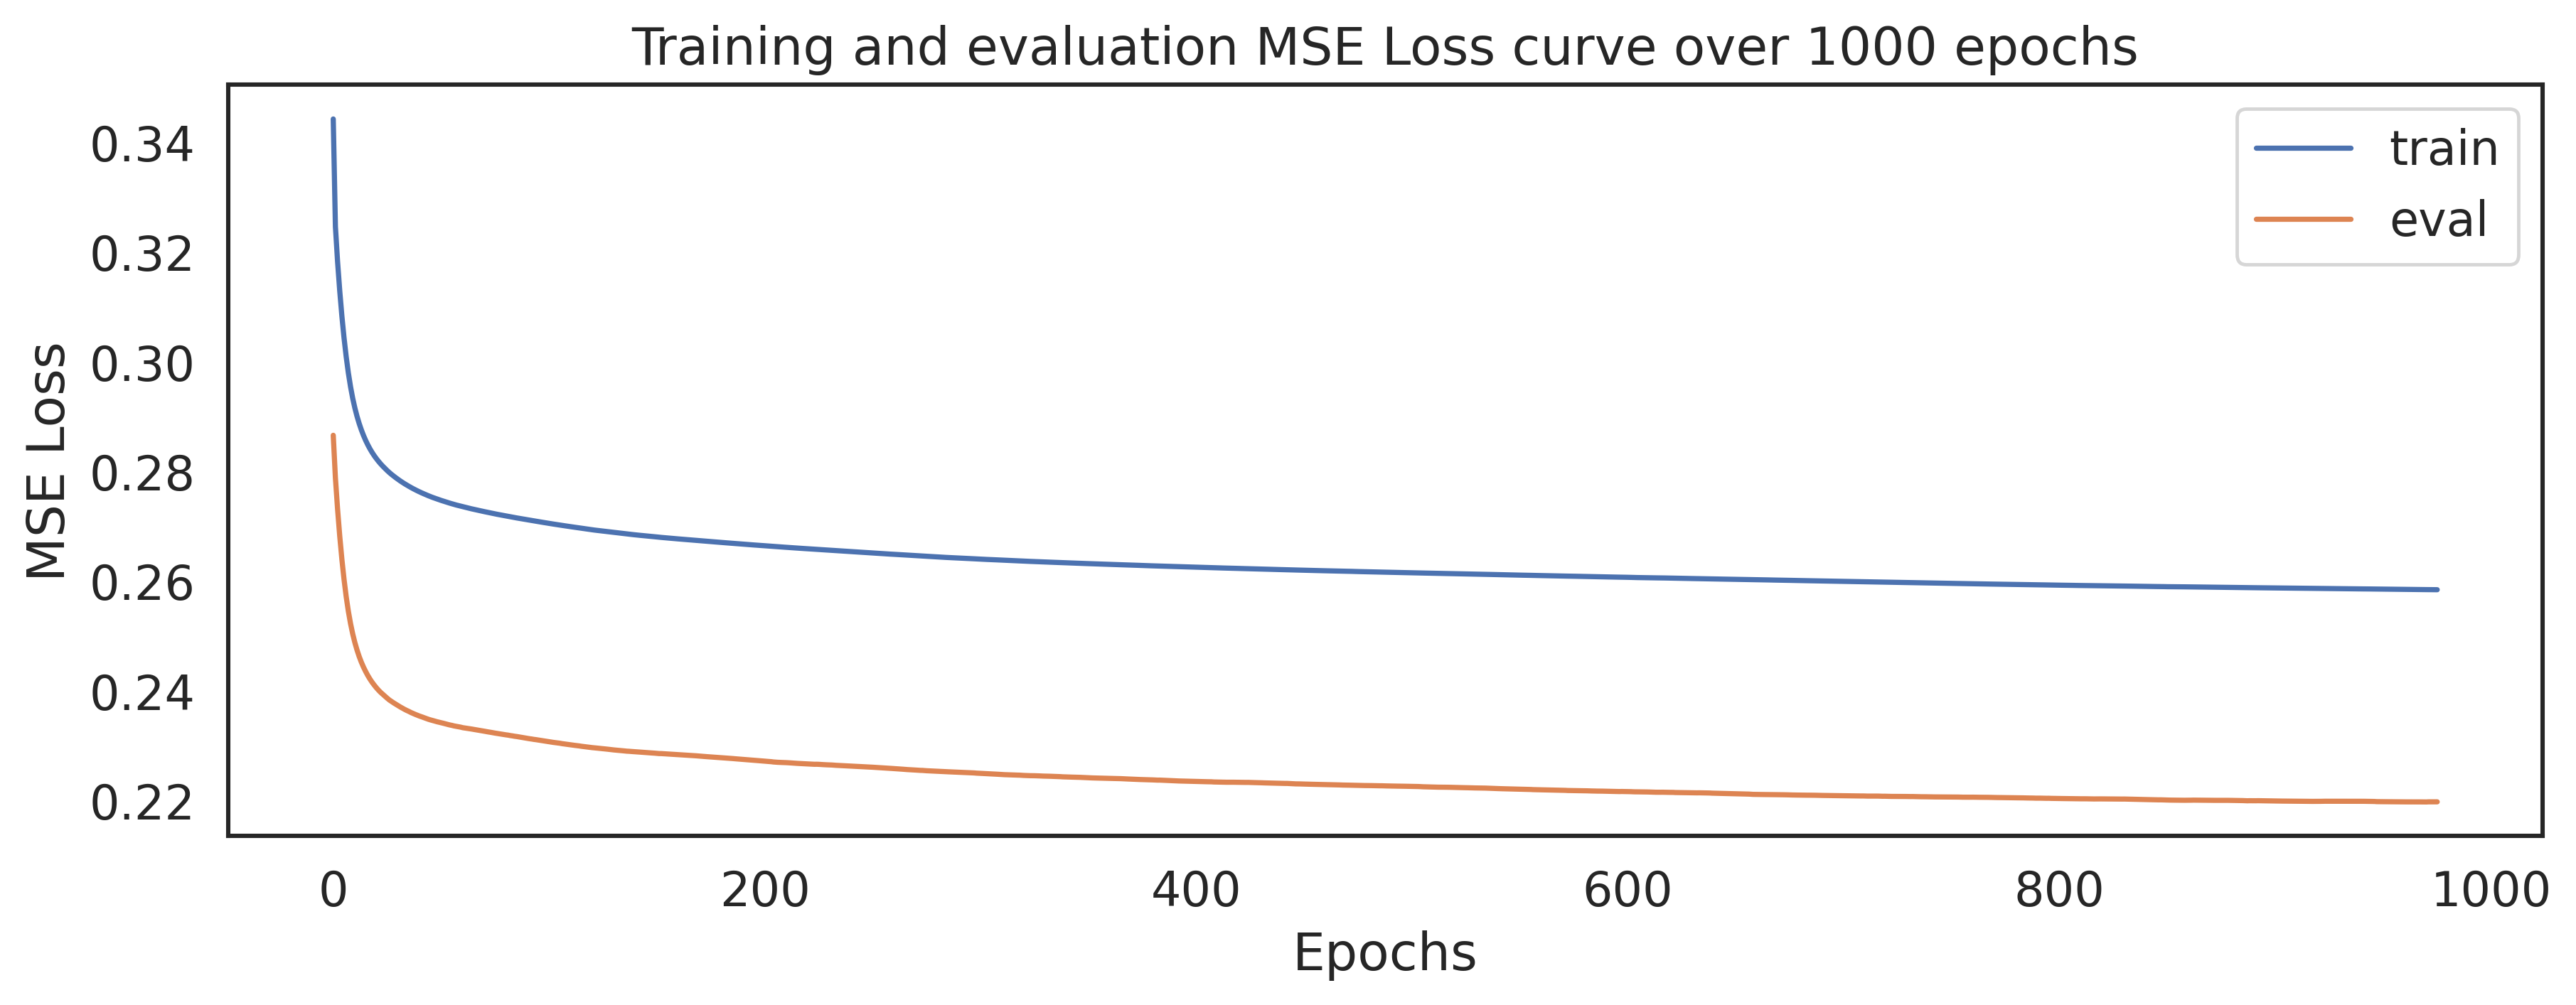 Training and evaluation MSE Loss curve over 1000 epochs
train
eval
MSE Loss
0.34
0.32
0.30
0.28
0.26
0.24
0.22
0 200 400 600 800 1000
Epochs